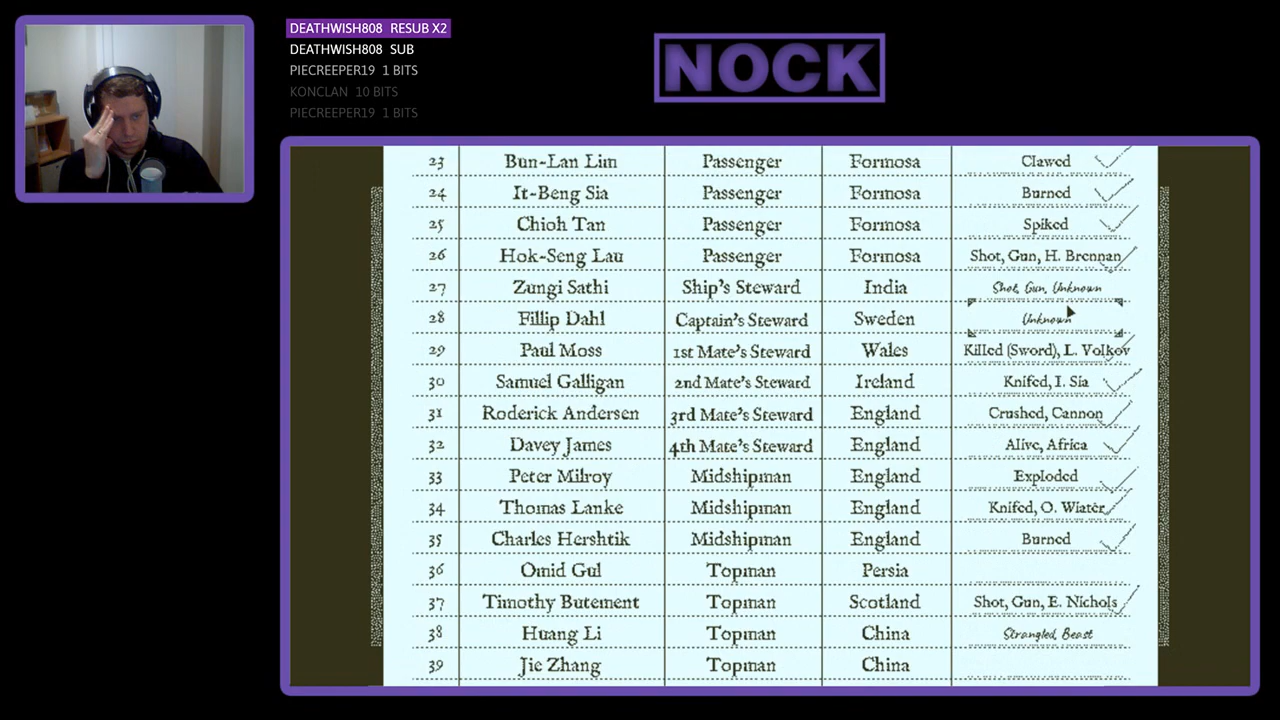 DEATHWISH808 RESUB X2
DEATHWISH808 SUB
PIECREEPER19 1 BITS
KONCLAN 10 BITS
PIECREEPER19 1 BITS
NOCK
23 Bun-Lan Lim Passenger Formosa Clawed
24 It-Beng Sia Passenger Formosa Burned
25 Chioh Tan Passenger Formosa Spiked
26 Hok-Seng Lau Passenger Formosa Shot, Gun, H. Brennan
27 Zungi Sathi Ship's Steward India Shot, Gun, Unknown
28 Fillip Dahl Captain's Steward Sweden Unknown
29 Paul Moss 1st Mate's Steward Wales Killed (Sword), L. Volkov
30 Samuel Galligan 2nd Mate's Steward Ireland Knifed, I. Sia
31 Roderick Andersen 3rd Mate's Steward England Crushed, Cannon
32 Davey James 4th Mate's Steward England Alive, Africa
33 Peter Milroy Midshipman England Exploded
34 Thomas Lanke Midshipman England Knifed, O. Wiater
35 Charles Hershtik Midshipman England Burned
36 Omid Gul Topman Persia
37 Timothy Butement Topman Scotland Shot, Gun, E. Nichols
38 Huang Li Topman China Strangled, Beast
39 Jie Zhang Topman China